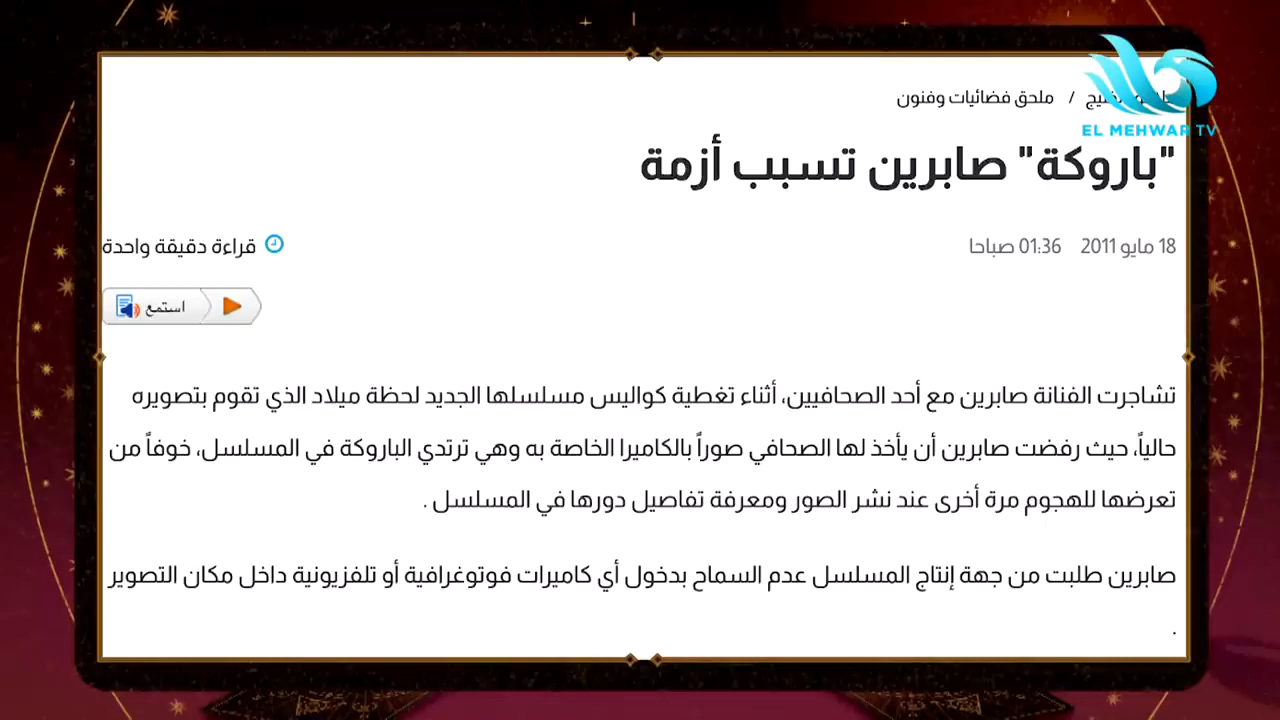 EL MEHWAR TV
/ ملحق فضائيات وفنون
"باروكة" صابرين تسبب أزمة
18 مايو 2011 01:36 صباحا
قراءة دقيقة واحدة
استمع
تشاجرت الفنانة صابرين مع أحد الصحافيين، أثناء تغطية كواليس مسلسلها الجديد لحظة ميلاد الذي تقوم بتصويره
حالياً، حيث رفضت صابرين أن يأخذ لها الصحافي صوراً بالكاميرا الخاصة به وهي ترتدي الباروكة في المسلسل، خوفاً من
تعرضها للهجوم مرة أخرى عند نشر الصور ومعرفة تفاصيل دورها في المسلسل .
صابرين طلبت من جهة إنتاج المسلسل عدم السماح بدخول أي كاميرات فوتوغرافية أو تلفزيونية داخل مكان التصوير
.